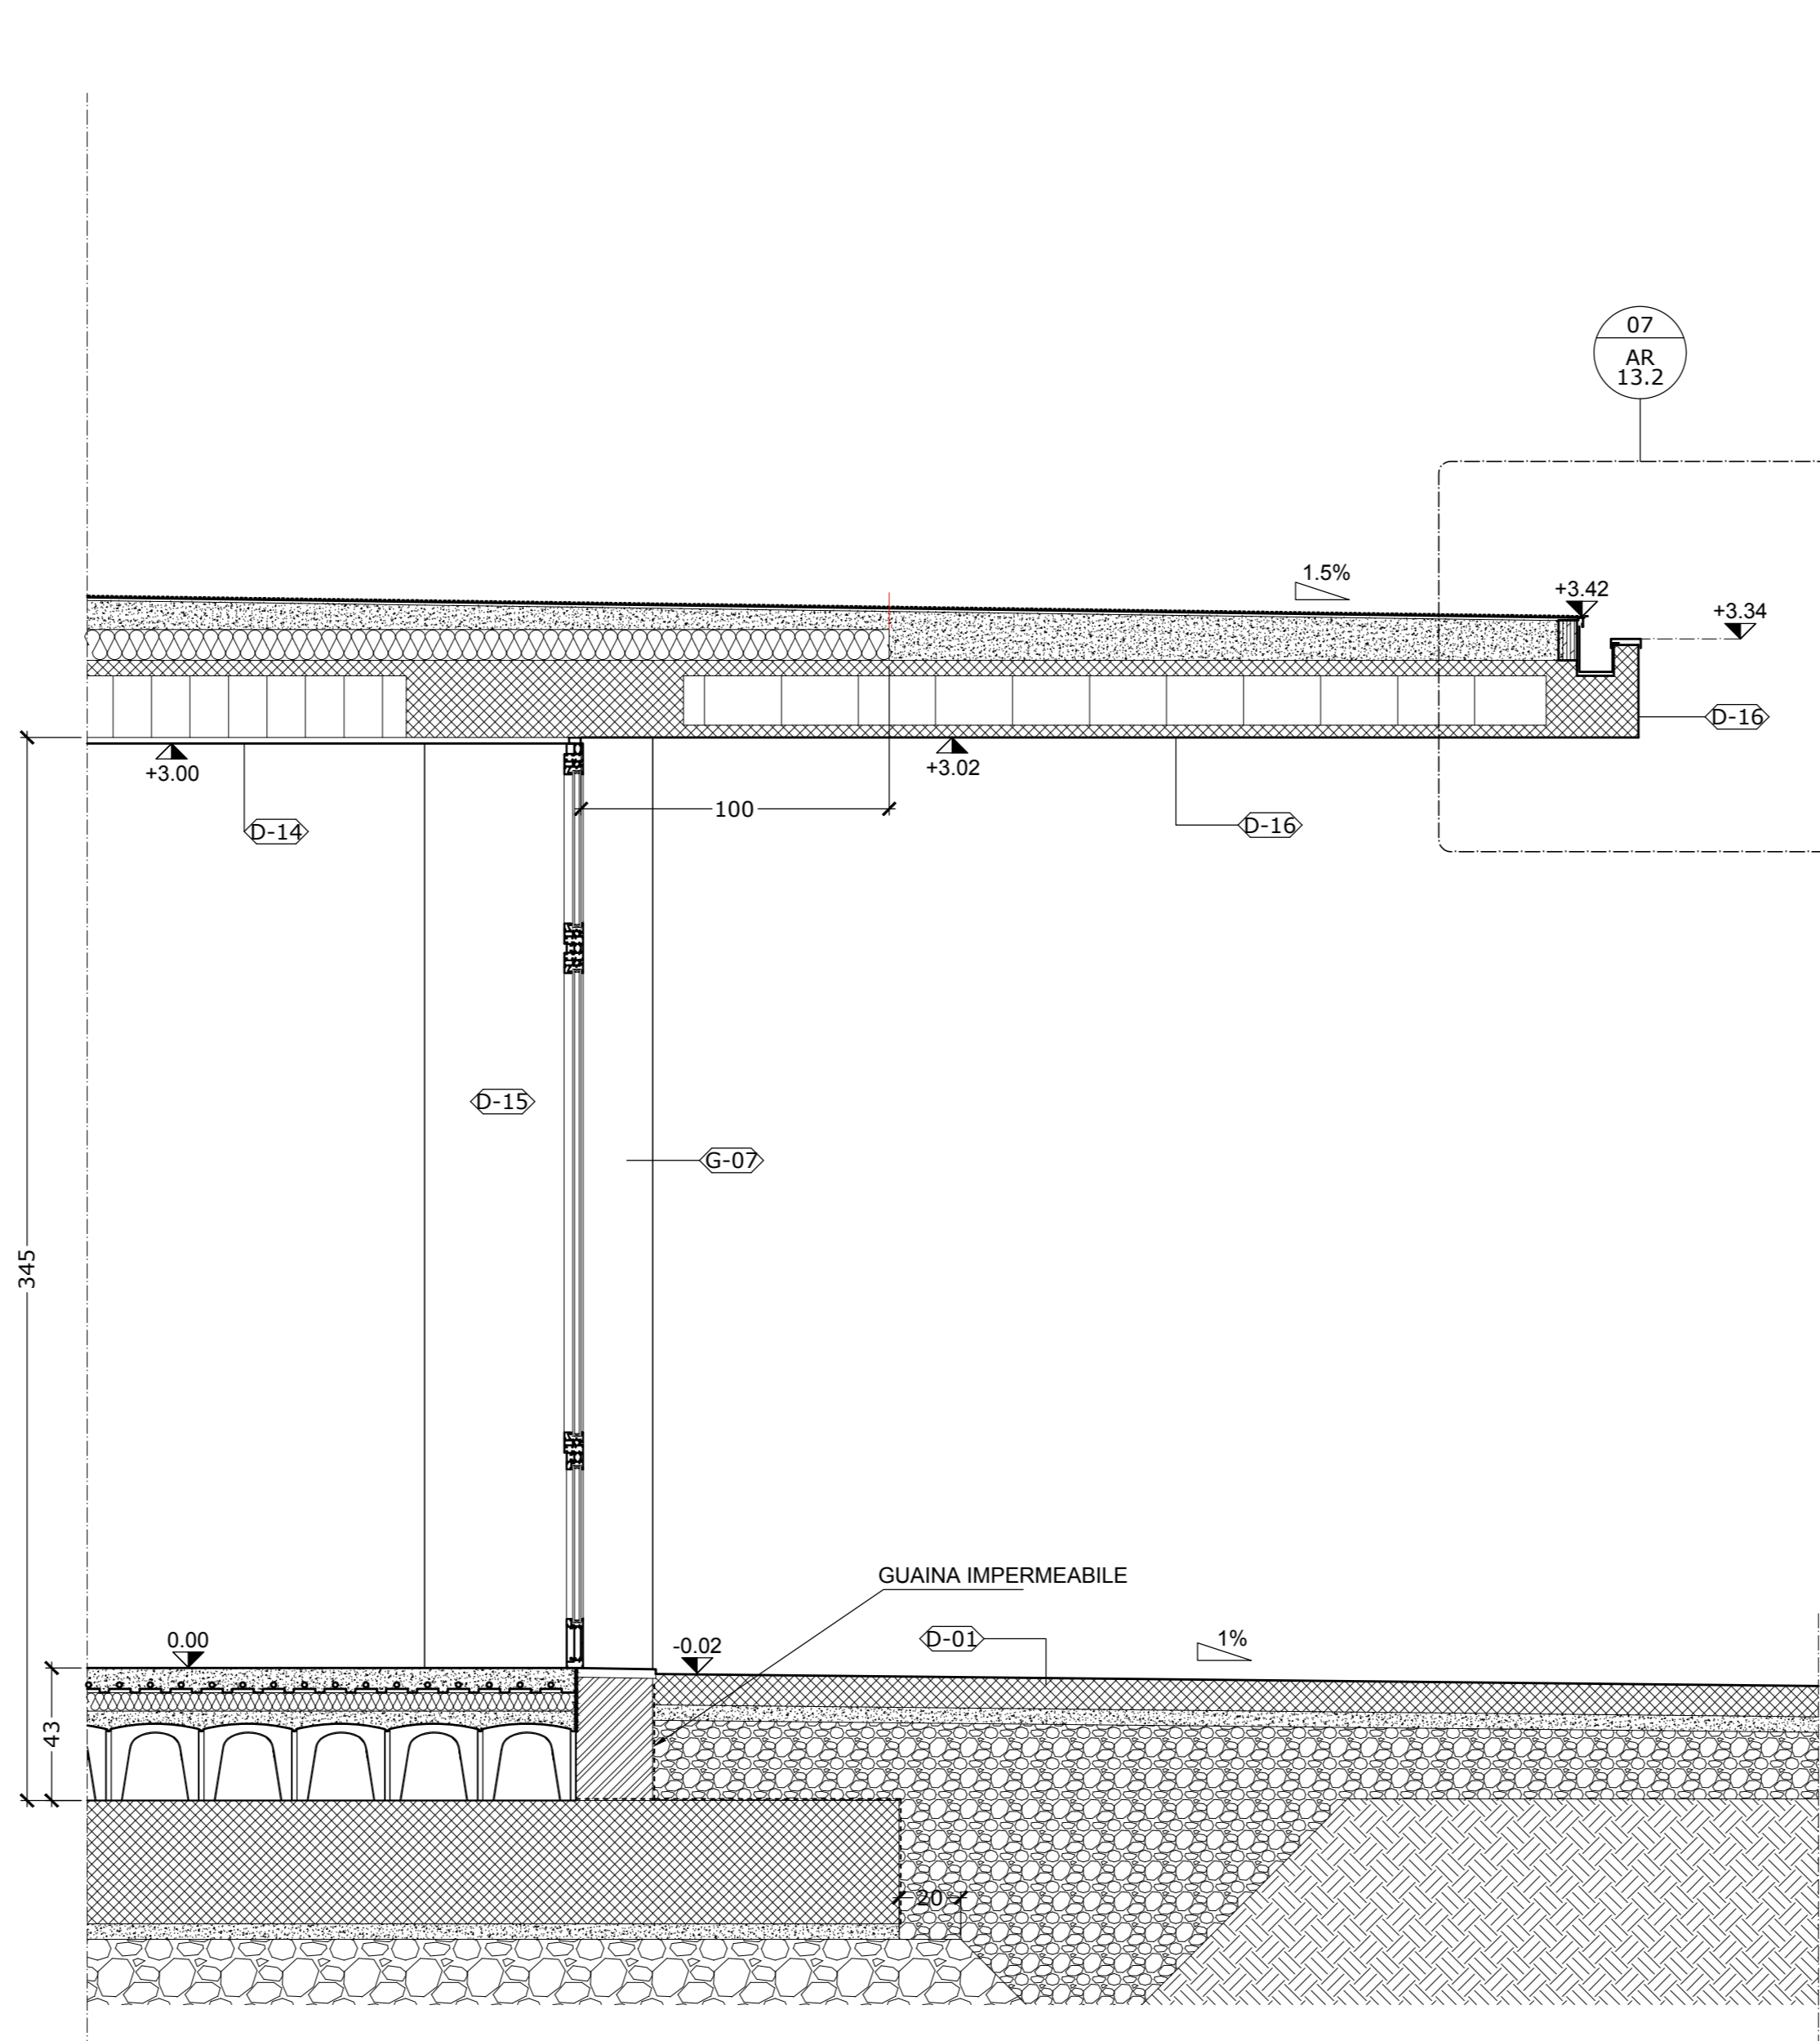 07
AR
13.2
1.5%
+3.42
+3.34
D-16
+3.00
+3.02
100
D-14
D-16
D-15
G-07
345
GUAINA IMPERMEABILE
0.00
-0.02
D-01
1%
43
20